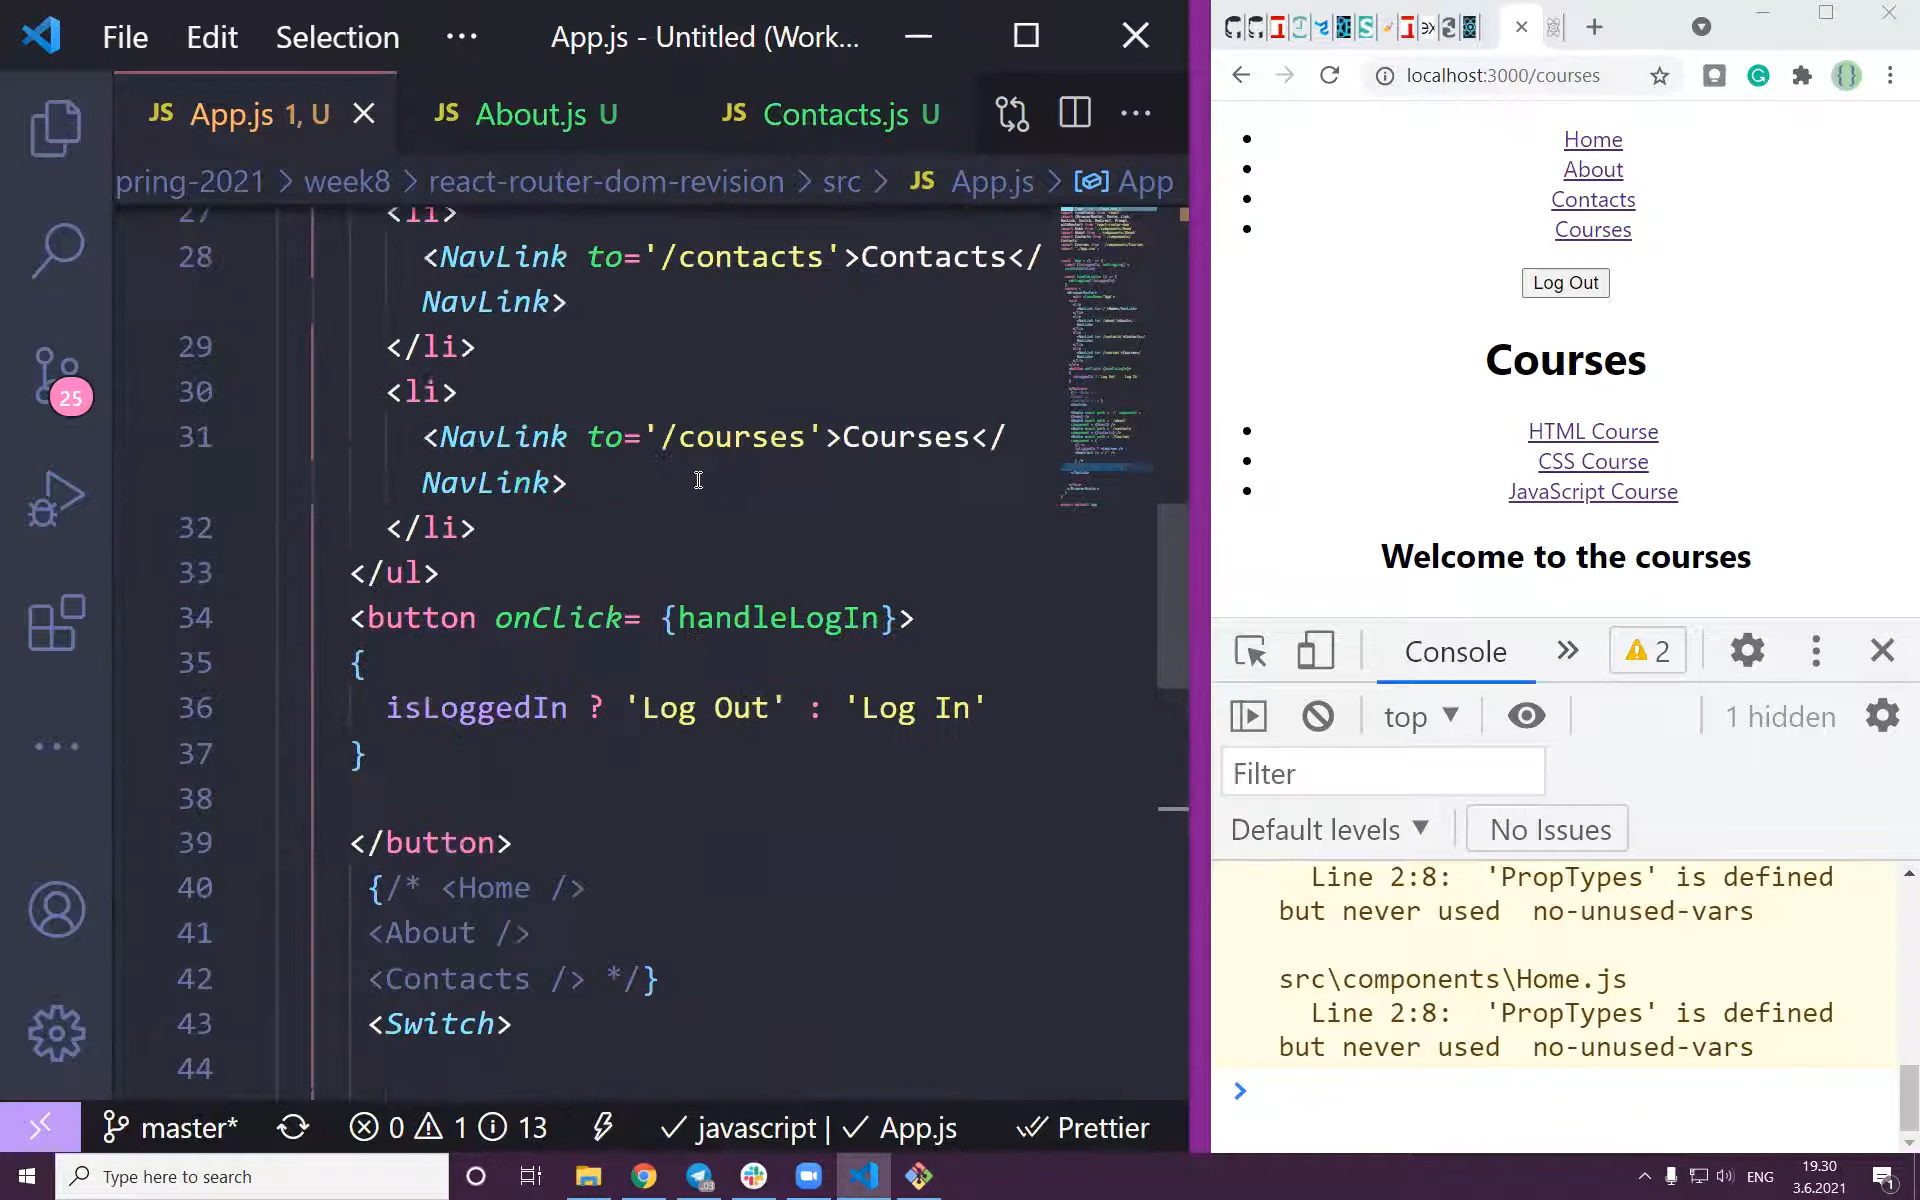 File Edit Selection ··· App.js - Untitled (Work...
JS App.js 1, U JS About.js U JS Contacts.js U
pring-2021 > week8 > react-router-dom-revision > src > JS App.js > App
27 <li>
28 <NavLink to='/contacts'>Contacts</
NavLink>
29 </li>
30 <li>
31 <NavLink to='/courses'>Courses</
NavLink>
32 </li>
33 </ul>
34 <button onClick= {handleLogIn}>
35 {
36 isLoggedIn ? 'Log Out' : 'Log In'
37 }
38
39 </button>
40 {/* <Home />
41 <About />
42 <Contacts /> */}
43 <Switch>
44
25
master* 0 1 13 javascript | App.js Prettier
localhost:3000/courses
Home
About
Contacts
Courses
Log Out
Courses
HTML Course
CSS Course
JavaScript Course
Welcome to the courses
Console 2
top 1 hidden
Filter
Default levels No Issues
Line 2:8: 'PropTypes' is defined
but never used no-unused-vars
src\components\Home.js
Line 2:8: 'PropTypes' is defined
but never used no-unused-vars
Type here to search
ENG
19.30
3.6.2021
1